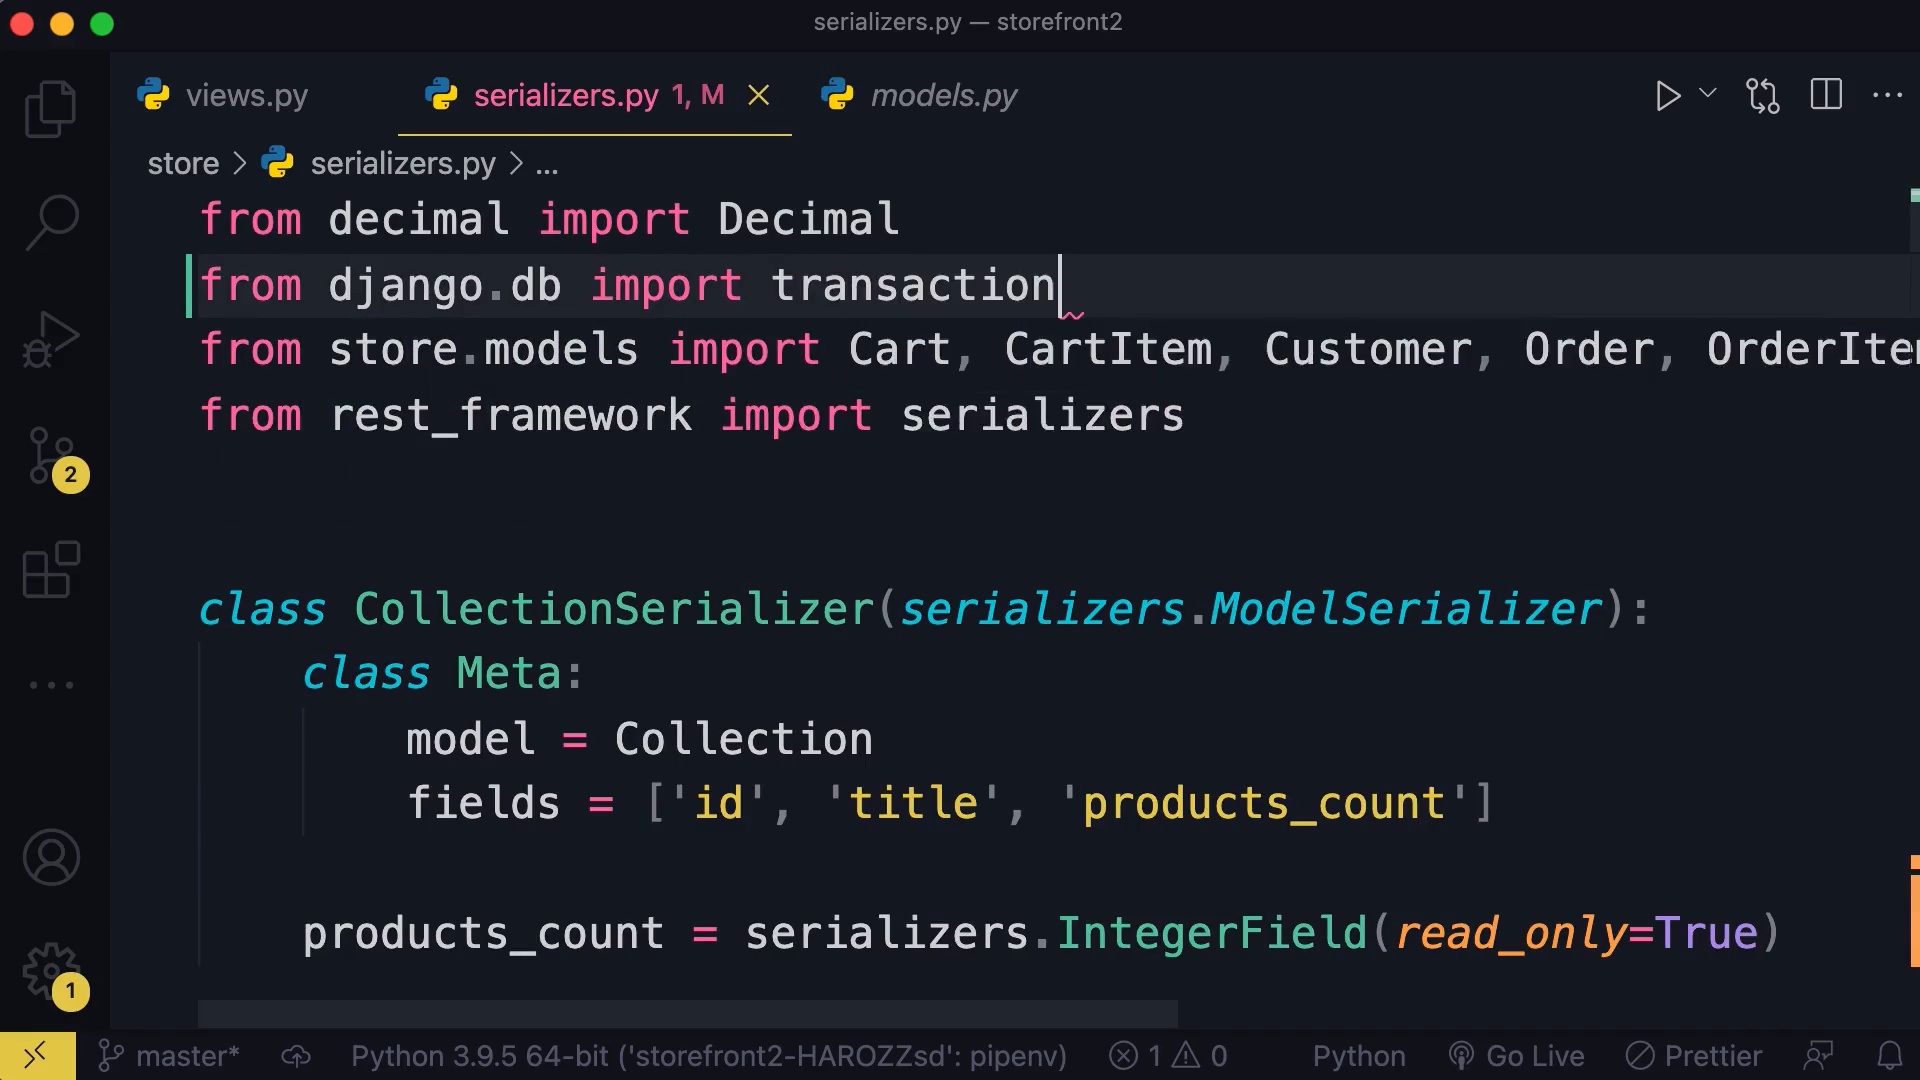 serializers.py — storefront2
views.py
serializers.py 1, M
models.py
store > serializers.py > ...
from decimal import Decimal
from django.db import transaction
from store.models import Cart, CartItem, Customer, Order, OrderIte
from rest_framework import serializers
class CollectionSerializer(serializers.ModelSerializer):
class Meta:
model = Collection
fields = ['id', 'title', 'products_count']
products_count = serializers.IntegerField(read_only=True)
2
1
master*
Python 3.9.5 64-bit ('storefront2-HAROZZsd': pipenv)
1
0
Python
Go Live
Prettier